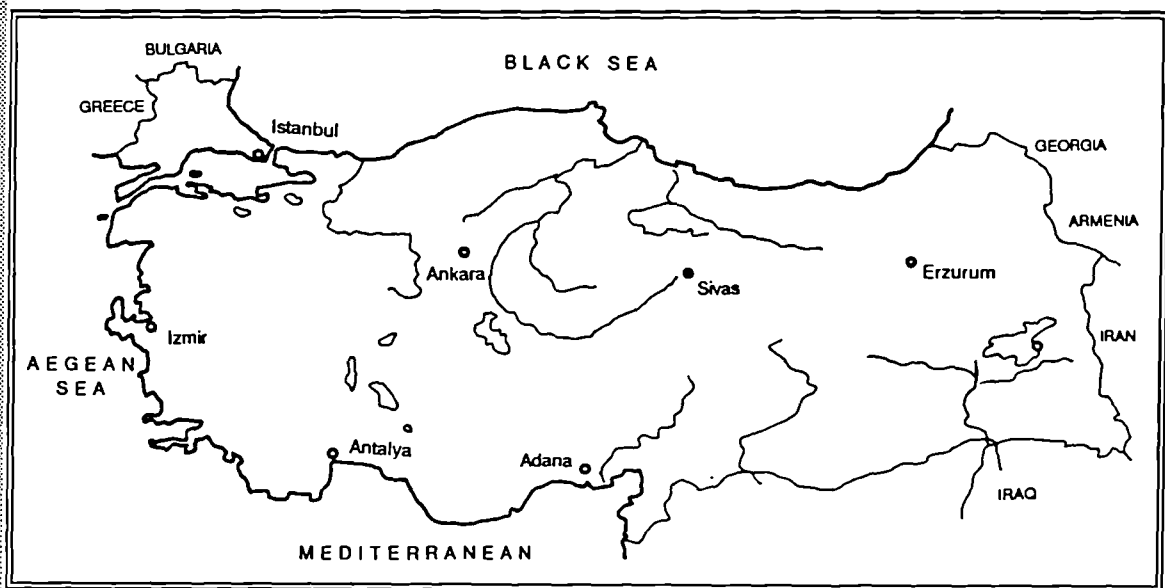 BULGARIA
BLACK SEA
GREECE
Istanbul
GEORGIA
ARMENIA
Ankara
Sivas
Erzurum
Izmir
IRAN
AEGEAN
SEA
Antalya
Adana
IRAQ
MEDITERRANEAN